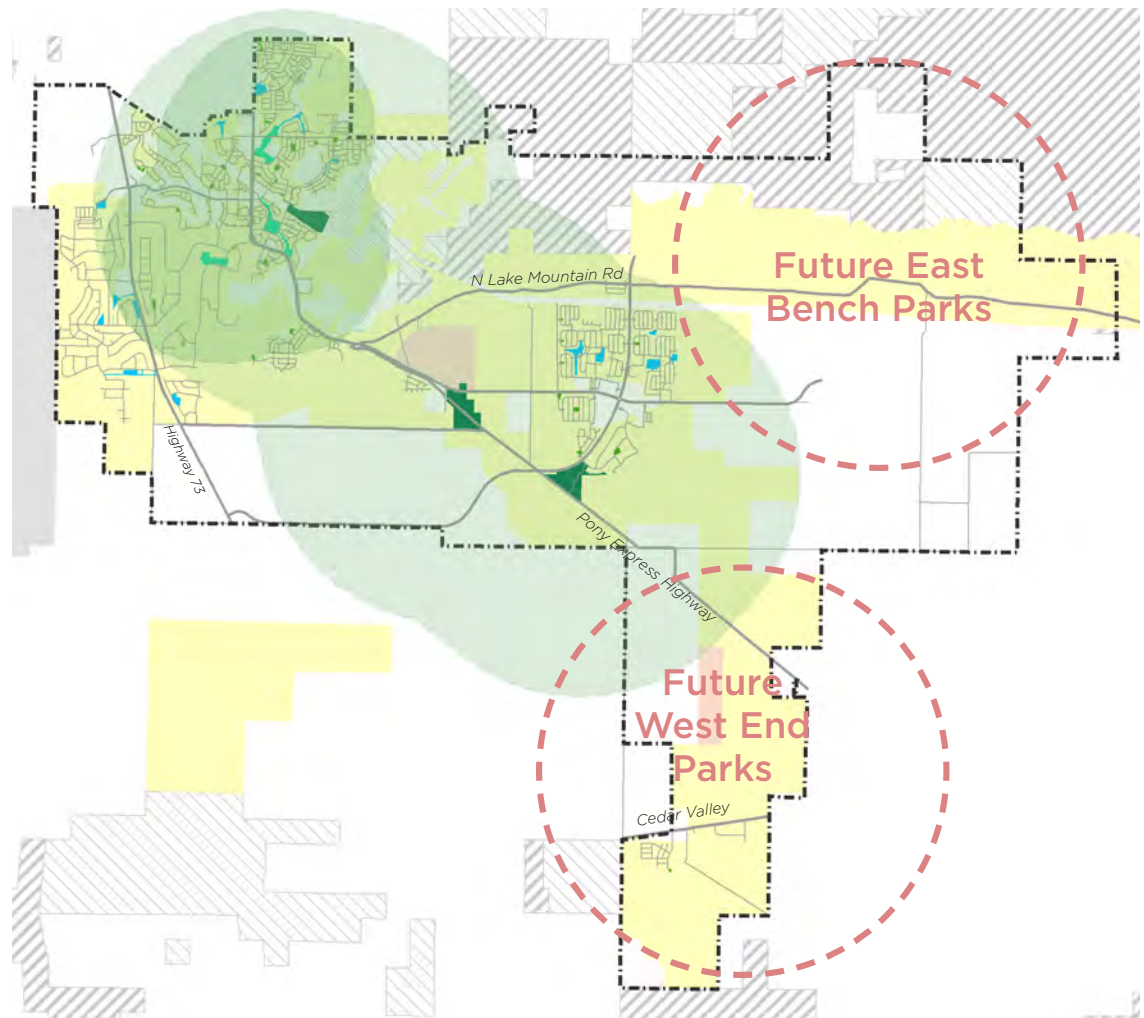 N Lake Mountain Rd
Future East
Bench Parks
Highway 73
Pony Express Highway
Future
West End
Parks
Cedar Valley